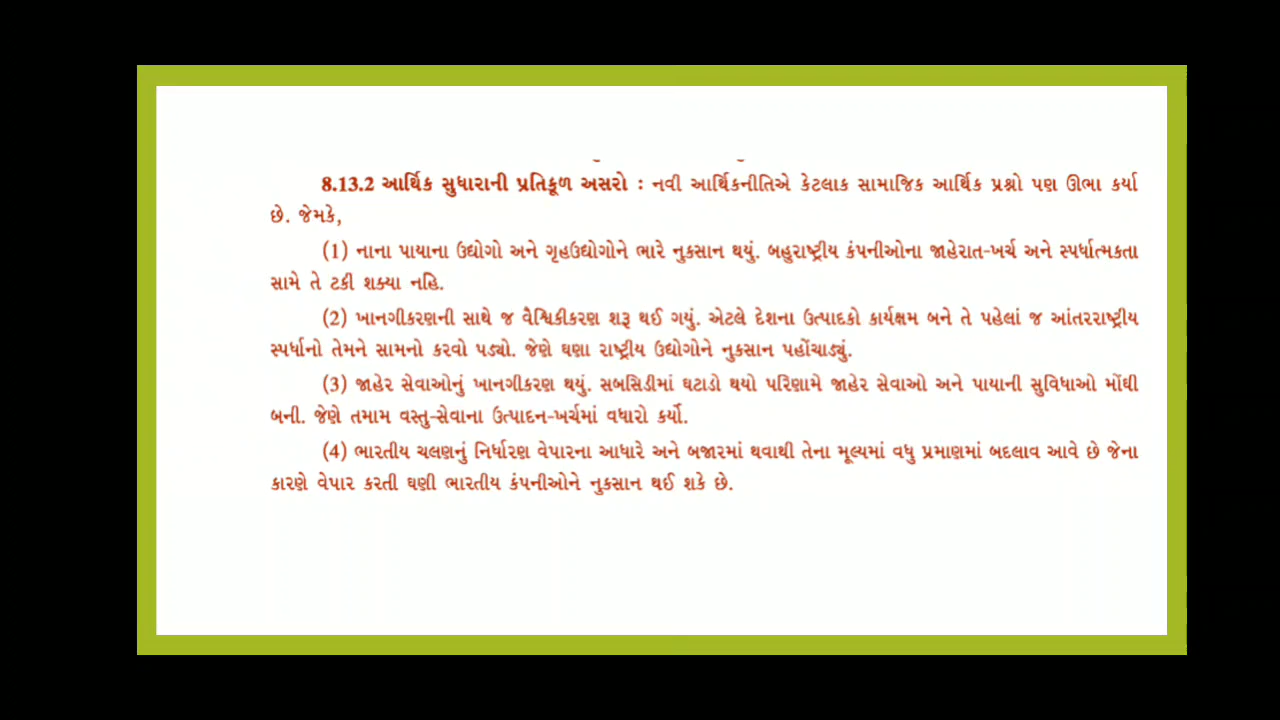 8.13.2 આર્થિક સુધારાની પ્રતિકૂળ અસરો : નવી આર્થિકનીતિએ કેટલાક સામાજિક આર્થિક પ્રશ્નો પણ ઊભા કર્યા
છે. જેમકે,
(1) નાના પાયાના ઉદ્યોગો અને ગૃહઉદ્યોગોને ભારે નુકસાન થયું. બહુરાષ્ટ્રીય કંપનીઓના જાહેરાત-ખર્ચ અને સ્પર્ધાત્મકતા
સામે તે ટકી શક્યા નહિ.
(2) ખાનગીકરણની સાથે જ વૈશ્વિકીકરણ શરૂ થઈ ગયું. એટલે દેશના ઉત્પાદકો કાર્યક્ષમ બને તે પહેલાં જ આંતરરાષ્ટ્રીય
સ્પર્ધાનો તેમને સામનો કરવો પડ્યો. જેણે ઘણા રાષ્ટ્રીય ઉદ્યોગોને નુકસાન પહોંચાડ્યું.
(3) જાહેર સેવાઓનું ખાનગીકરણ થયું. સબસિડીમાં ઘટાડો થયો પરિણામે જાહેર સેવાઓ અને પાયાની સુવિધાઓ મોંઘી
બની. જેણે તમામ વસ્તુ-સેવાના ઉત્પાદન-ખર્ચમાં વધારો કર્યો.
(4) ભારતીય ચલણનું નિર્ધારણ વેપારના આધારે અને બજારમાં થવાથી તેના મૂલ્યમાં વધુ પ્રમાણમાં બદલાવ આવે છે જેના
કારણે વેપાર કરતી ઘણી ભારતીય કંપનીઓને નુકસાન થઈ શકે છે.